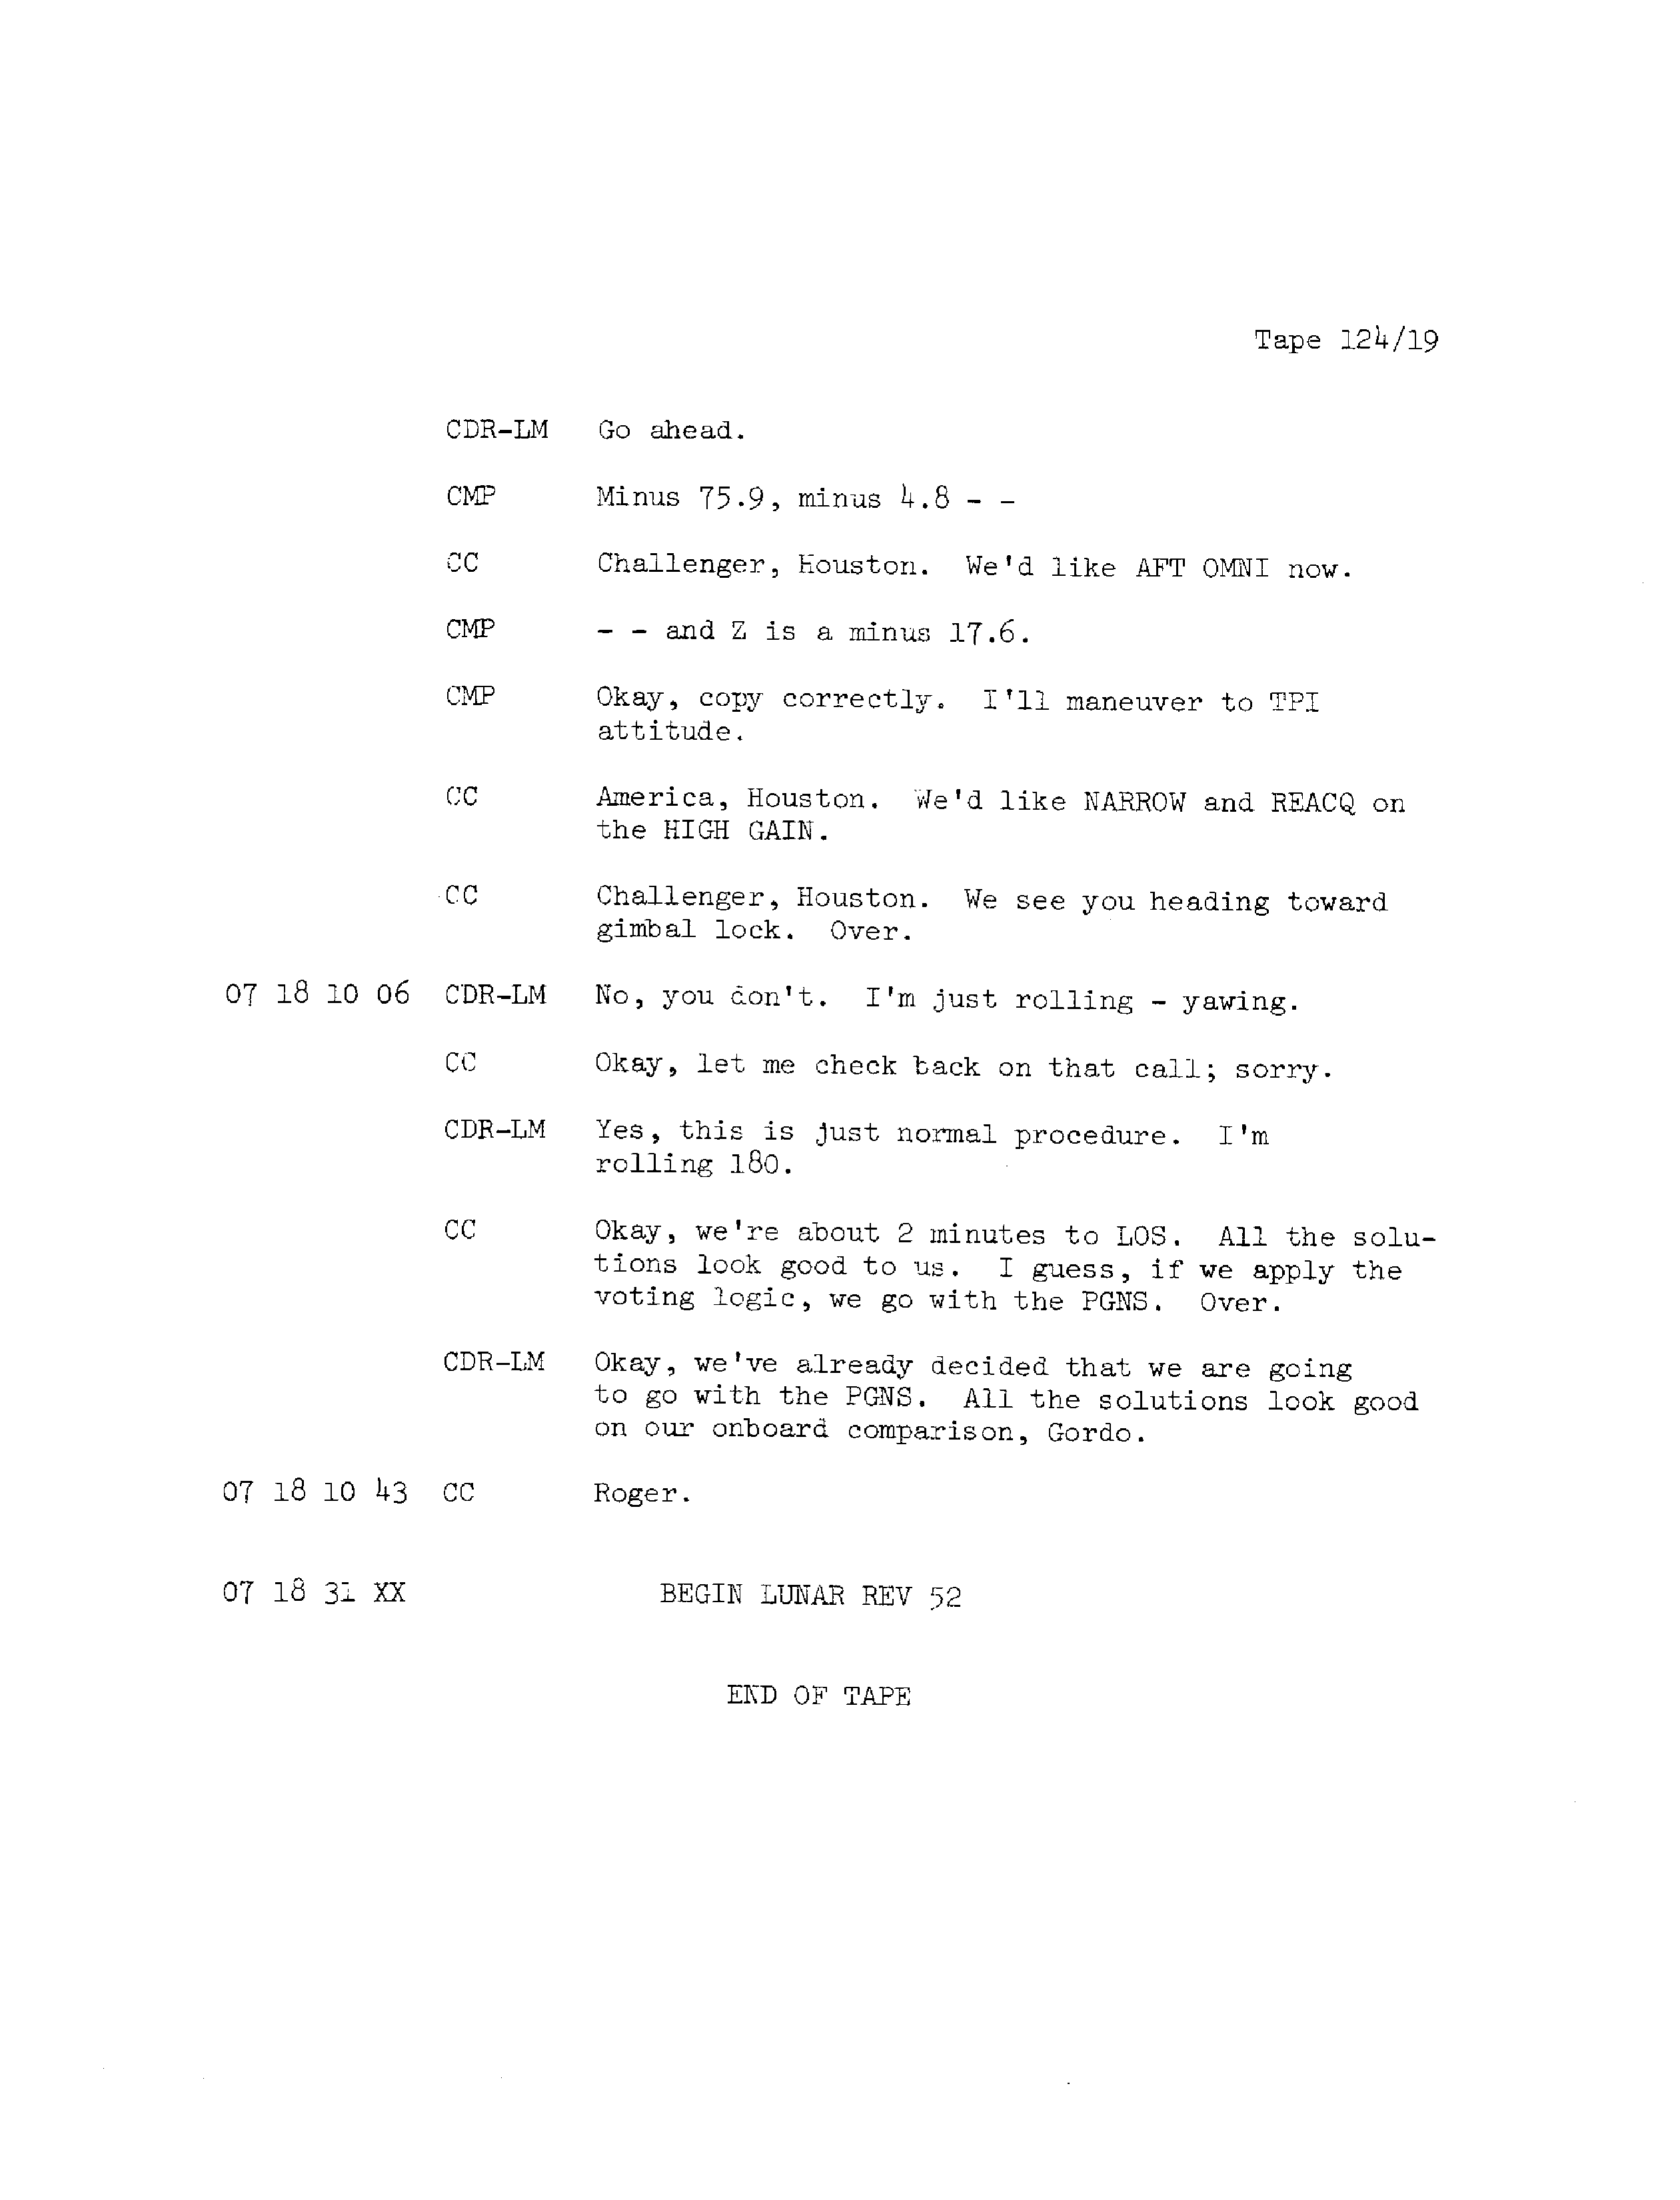 Tape 124/19
CDR-LM Go ahead.
CMP Minus 75.9, minus 4.8 - -
CC Challenger, Houston. We'd like AFT OMNI now.
CMP - - and Z is a minus 17.6.
CMP Okay, copy correctly. I'll maneuver to TPI
attitude.
CC America, Houston. We'd like NARROW and REACQ on
the HIGH GAIN.
CC Challenger, Houston. We see you heading toward
gimbal lock. Over.
07 18 10 06 CDR-LM No, you don't. I'm just rolling - yawing.
CC Okay, let me check back on that call; sorry.
CDR-LM Yes, this is just normal procedure. I'm
rolling 180.
CC Okay, we're about 2 minutes to LOS. All the solu-
tions look good to us. I guess, if we apply the
voting logic, we go with the PGNS. Over.
CDR-LM Okay, we've already decided that we are going
to go with the PGNS. All the solutions look good
on our onboard comparison, Gordo.
07 18 10 43 CC Roger.
07 18 31 XX BEGIN LUNAR REV 52
END OF TAPE